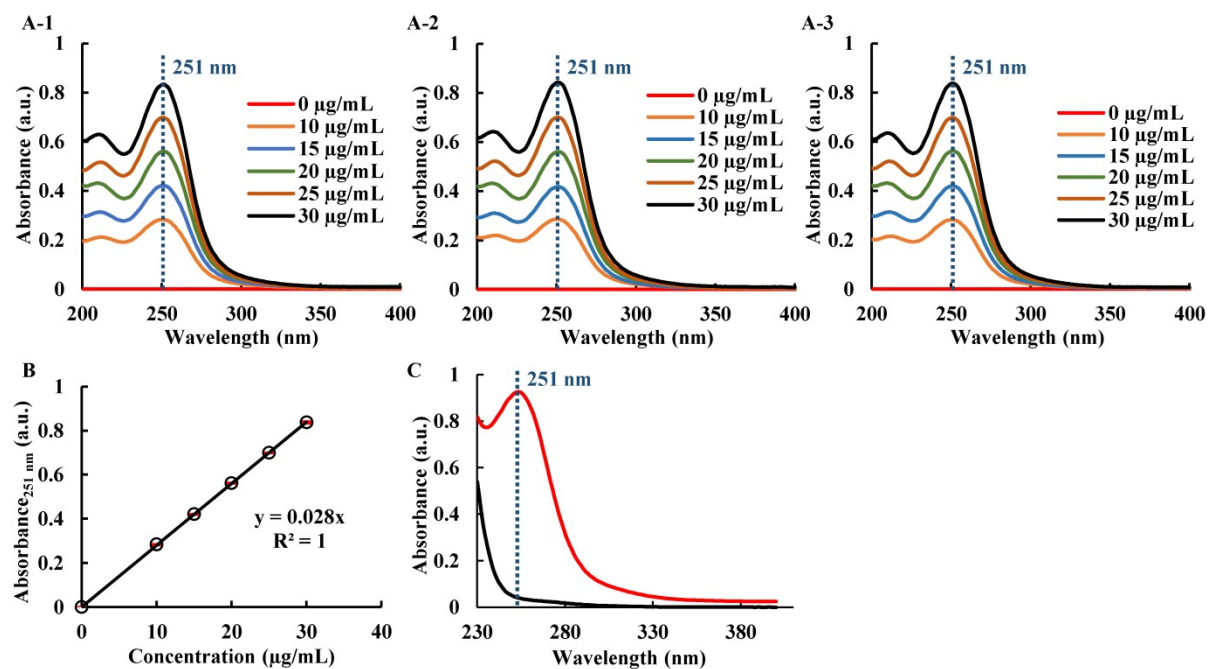 A-1
1
0.8
0.6
0.4
0.2
0
Absorbance (a.u.)
251 nm
0 µg/mL
10 µg/mL
15 µg/mL
20 µg/mL
25 µg/mL
30 µg/mL
200 250 300 350 400
Wavelength (nm)
A-2
1
0.8
0.6
0.4
0.2
0
Absorbance (a.u.)
251 nm
0 µg/mL
10 µg/mL
15 µg/mL
20 µg/mL
25 µg/mL
30 µg/mL
200 250 300 350 400
Wavelength (nm)
A-3
1
0.8
0.6
0.4
0.2
0
Absorbance (a.u.)
251 nm
0 µg/mL
10 µg/mL
15 µg/mL
20 µg/mL
25 µg/mL
30 µg/mL
200 250 300 350 400
Wavelength (nm)
B
1
0.8
0.6
0.4
0.2
0
Absorbance251 nm (a.u.)
y = 0.028x
R² = 1
0 10 20 30 40
Concentration (µg/mL)
C
1
0.8
0.6
0.4
0.2
0
Absorbance (a.u.)
251 nm
230 280 330 380
Wavelength (nm)